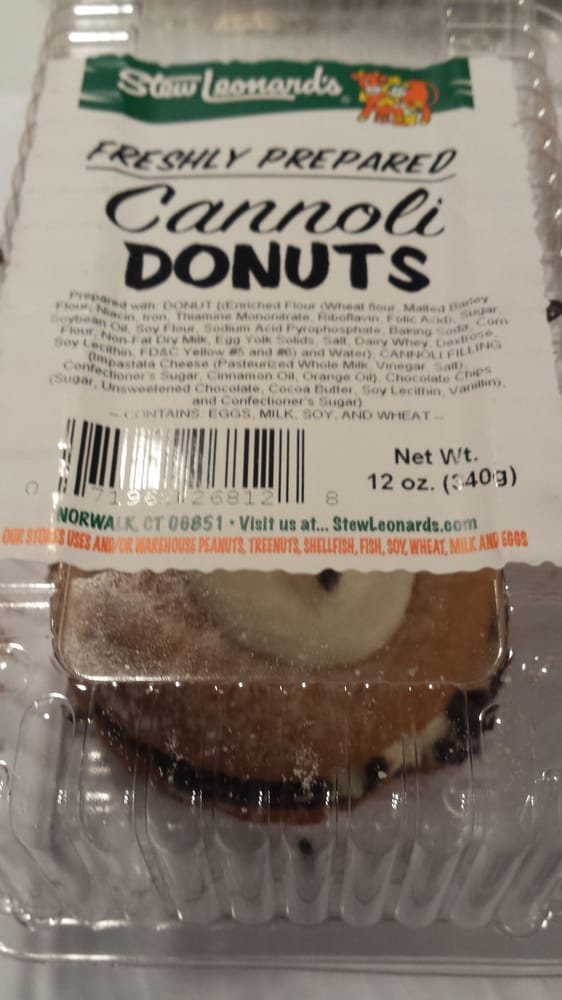 Stew Leonard's
FRESHLY PREPARED
Cannoli
DONUTS
Prepared with: DONUT ((Enriched Flour (Wheat flour, Malted Barley
Flour, Niacin, Iron, Thiamine Mononitrate, Riboflavin, Folic Acid), Sugar,
Soybean Oil, Soy Flour, Sodium Acid Pyrophosphate, Baking Soda, Corn
Flour, Non-Fat Dry Milk, Egg Yolk Solids, Salt, Dairy Whey, Dextrose,
Soy Lecithin, FD&C Yellow #5 and #6) and Water), CANNOLI FILLING
(Impastata Cheese (Pasteurized Whole Milk, Vinegar, Salt),
Confectioner's Sugar, Cinnamon Oil, Orange Oil), Chocolate Chips
(Sugar, Unsweetened Chocolate, Cocoa Butter, Soy Lecithin, Vanillin),
and Confectioner's Sugar)
-- CONTAINS: EGGS, MILK, SOY, AND WHEAT --
Net Wt.
12 oz. (340g)
0 26812 8
NORWALK, CT 06851 • Visit us at... StewLeonards.com
OUR STORES USES AND/OR WAREHOUSE PEANUTS, TREENUTS, SHELLFISH, FISH, SOY, WHEAT, MILK AND EGGS